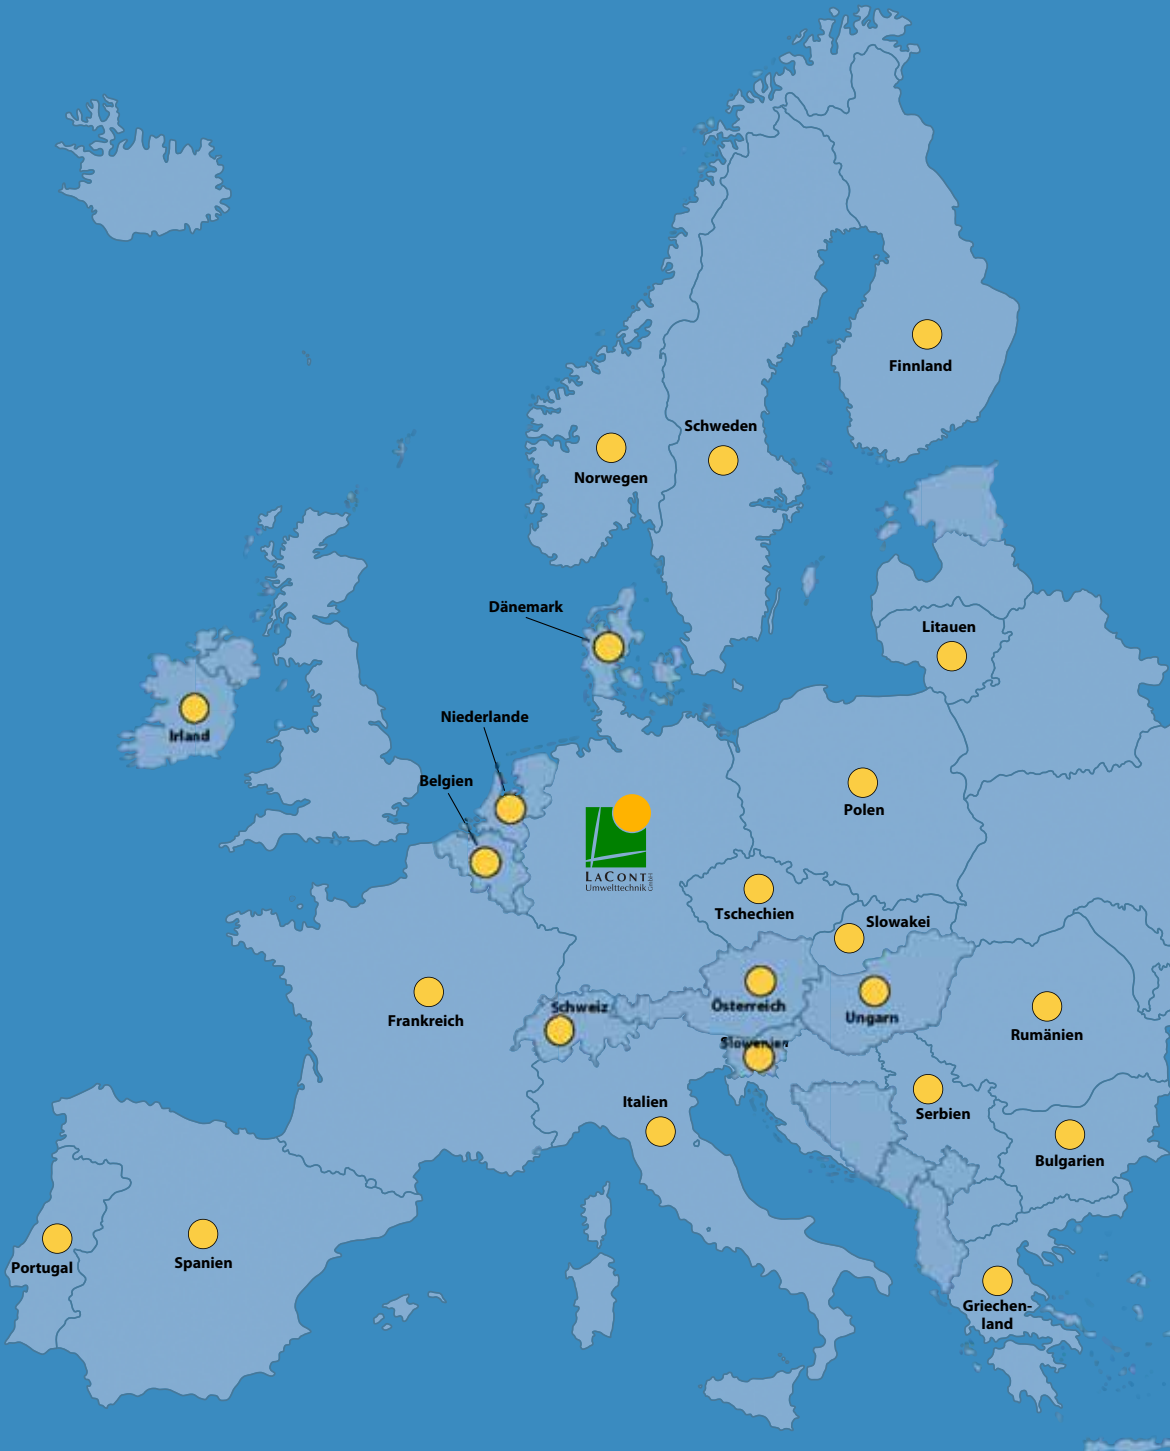 Finnland
Schweden
Norwegen
Dänemark
Litauen
Niederlande
Irland
Belgien
Polen
LACONT
Umwelttechnik GmbH
Tschechien
Slowakei
Österreich
Schweiz
Ungarn
Frankreich
Rumänien
Slowenien
Italien
Serbien
Bulgarien
Spanien
Portugal
Griechen-
land